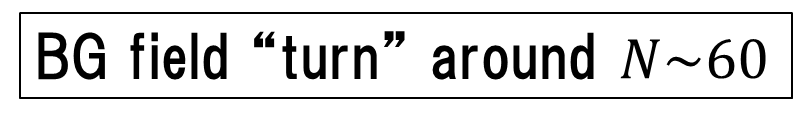 BG field “turn” around N~60